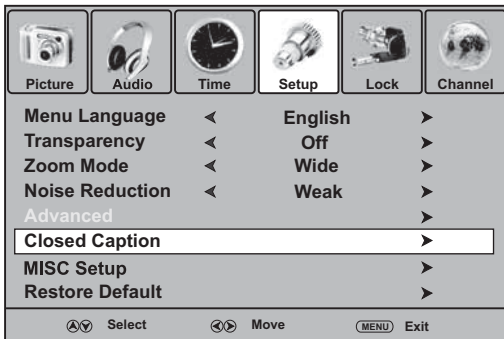 Picture Audio Time Setup Lock Channel
Menu Language English
Transparency Off
Zoom Mode Wide
Noise Reduction Weak
Advanced
Closed Caption
MISC Setup
Restore Default
Select Move MENU Exit